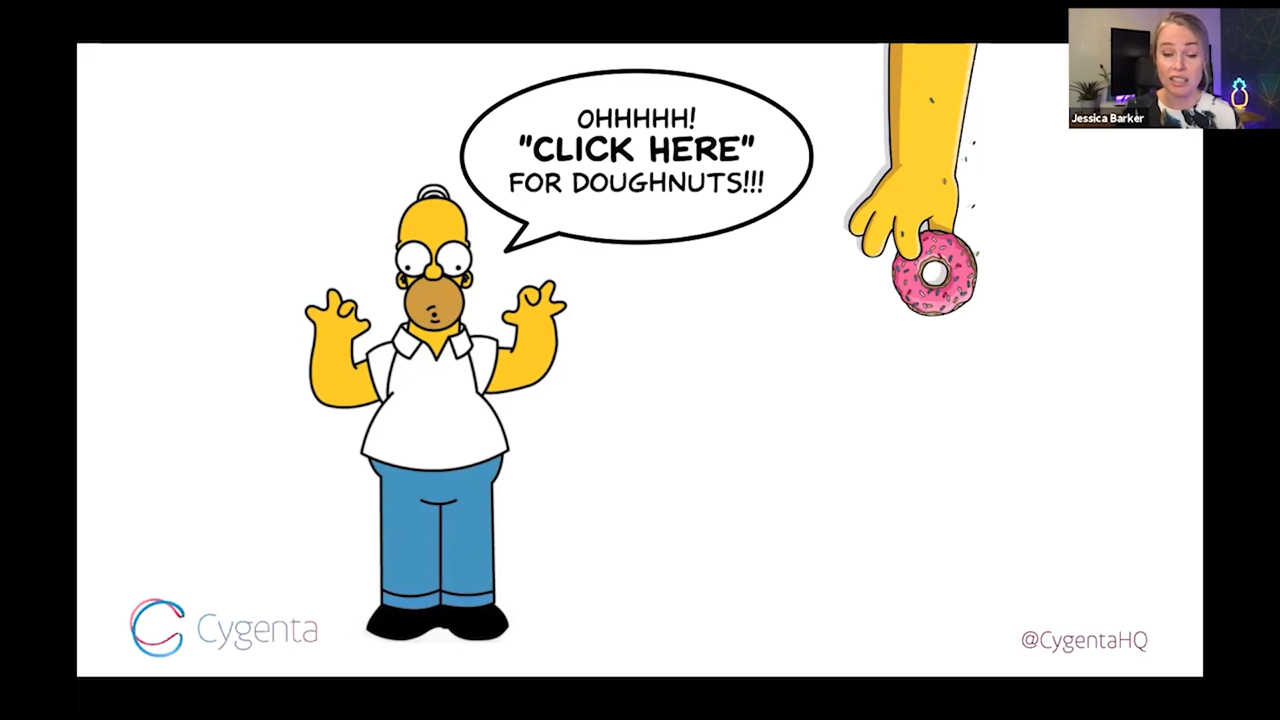 Jessica Barker
OHHHHH!
"CLICK HERE"
FOR DOUGHNUTS!!!
Cygenta
@CygentaHQ